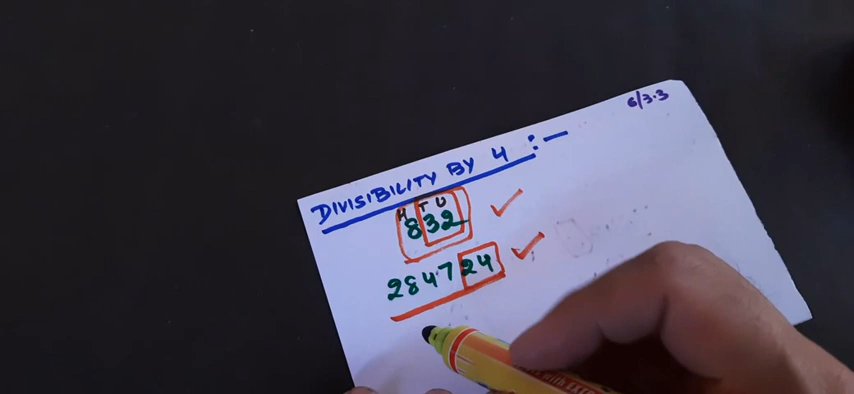 6/3.3
DIVISIBILITY BY 4 :-
H T U
832 ✓
284724 ✓